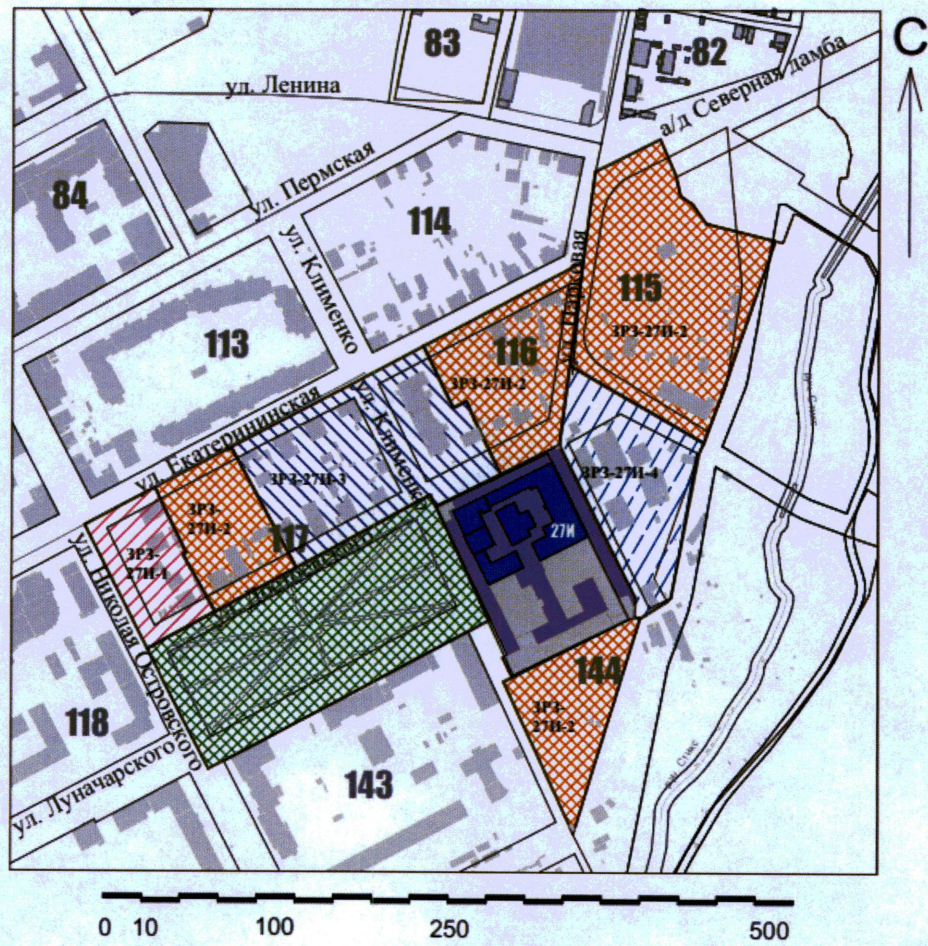 83
82
С
ул. Ленина
а/д Северная дамба
84
ул. Пермская
114
ул. Клименко
115
ЗРЗ-27И-2
113
116
ЗРЗ-27И-2
ул. Екатерининская
ул. Клименко
ЗРЗ-27И-3
ЗРЗ-27И-4
ЗРЗ-
27И-2
27И
117
ЗРЗ-
27И-1
ул. Николая Островского
144
ЗРЗ-
27И-2
118
143
ул. Луначарского
0 10 100 250 500